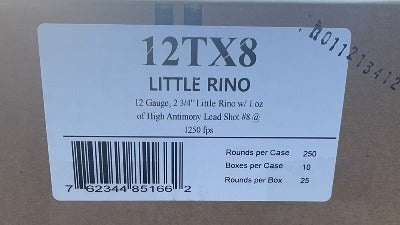 12TX8
LITTLE RINO
12 Gauge, 2 3/4" Little Rino w/ 1 oz
of High Antimony Lead Shot #8 @
1250 fps
Rounds per Case 250
Boxes per Case 10
Rounds per Box 25
7 62344 85166 2